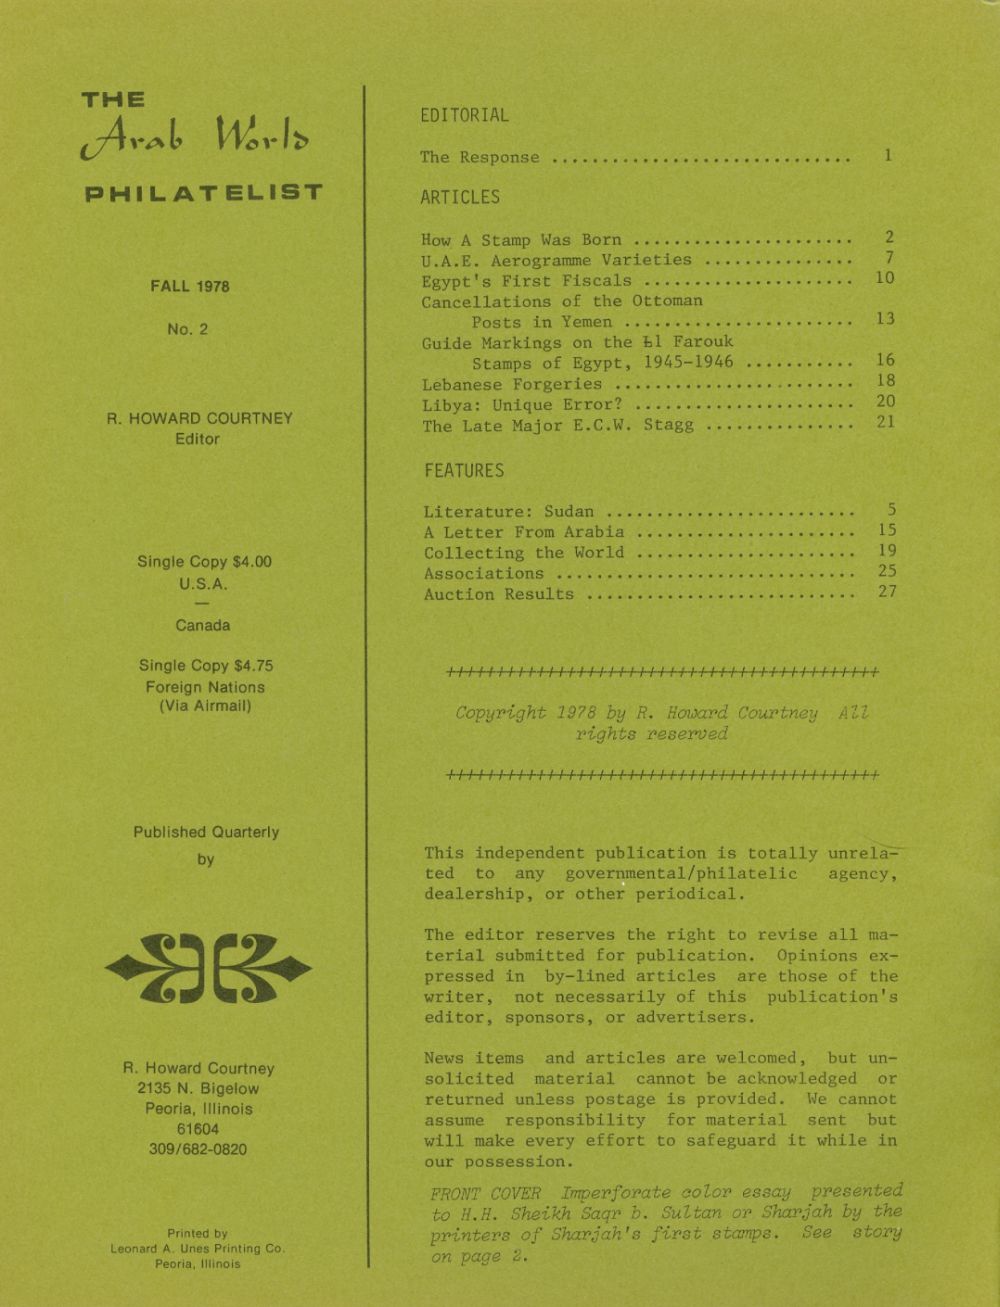 THE
Arab World
PHILATELIST
FALL 1978
No. 2
R. HOWARD COURTNEY
Editor
Single Copy $4.00
U.S.A.
—
Canada
Single Copy $4.75
Foreign Nations
(Via Airmail)
Published Quarterly
by
R. Howard Courtney
2135 N. Bigelow
Peoria, Illinois
61604
309/682-0820
Printed by
Leonard A. Unes Printing Co.
Peoria, Illinois
EDITORIAL
The Response .............................. 1
ARTICLES
How A Stamp Was Born ...................... 2
U.A.E. Aerogramme Varieties ............... 7
Egypt's First Fiscals ..................... 10
Cancellations of the Ottoman
Posts in Yemen ....................... 13
Guide Markings on the £1 Farouk
Stamps of Egypt, 1945-1946 ........... 16
Lebanese Forgeries ........................ 18
Libya: Unique Error? ...................... 20
The Late Major E.C.W. Stagg ............... 21
FEATURES
Literature: Sudan ......................... 5
A Letter From Arabia ...................... 15
Collecting the World ...................... 19
Associations .............................. 25
Auction Results ........................... 27
+++++++++++++++++++++++++++++++++++++++++++
Copyright 1978 by R. Howard Courtney All
rights reserved
+++++++++++++++++++++++++++++++++++++++++++
This independent publication is totally unrela-
ted to any governmental/philatelic agency,
dealership, or other periodical.
The editor reserves the right to revise all ma-
terial submitted for publication. Opinions ex-
pressed in by-lined articles are those of the
writer, not necessarily of this publication's
editor, sponsors, or advertisers.
News items and articles are welcomed, but un-
solicited material cannot be acknowledged or
returned unless postage is provided. We cannot
assume responsibility for material sent but
will make every effort to safeguard it while in
our possession.
FRONT COVER Imperforate color essay presented
to H.H. Sheikh Saqr b. Sultan or Sharjah by the
printers of Sharjah's first stamps. See story
on page 2.